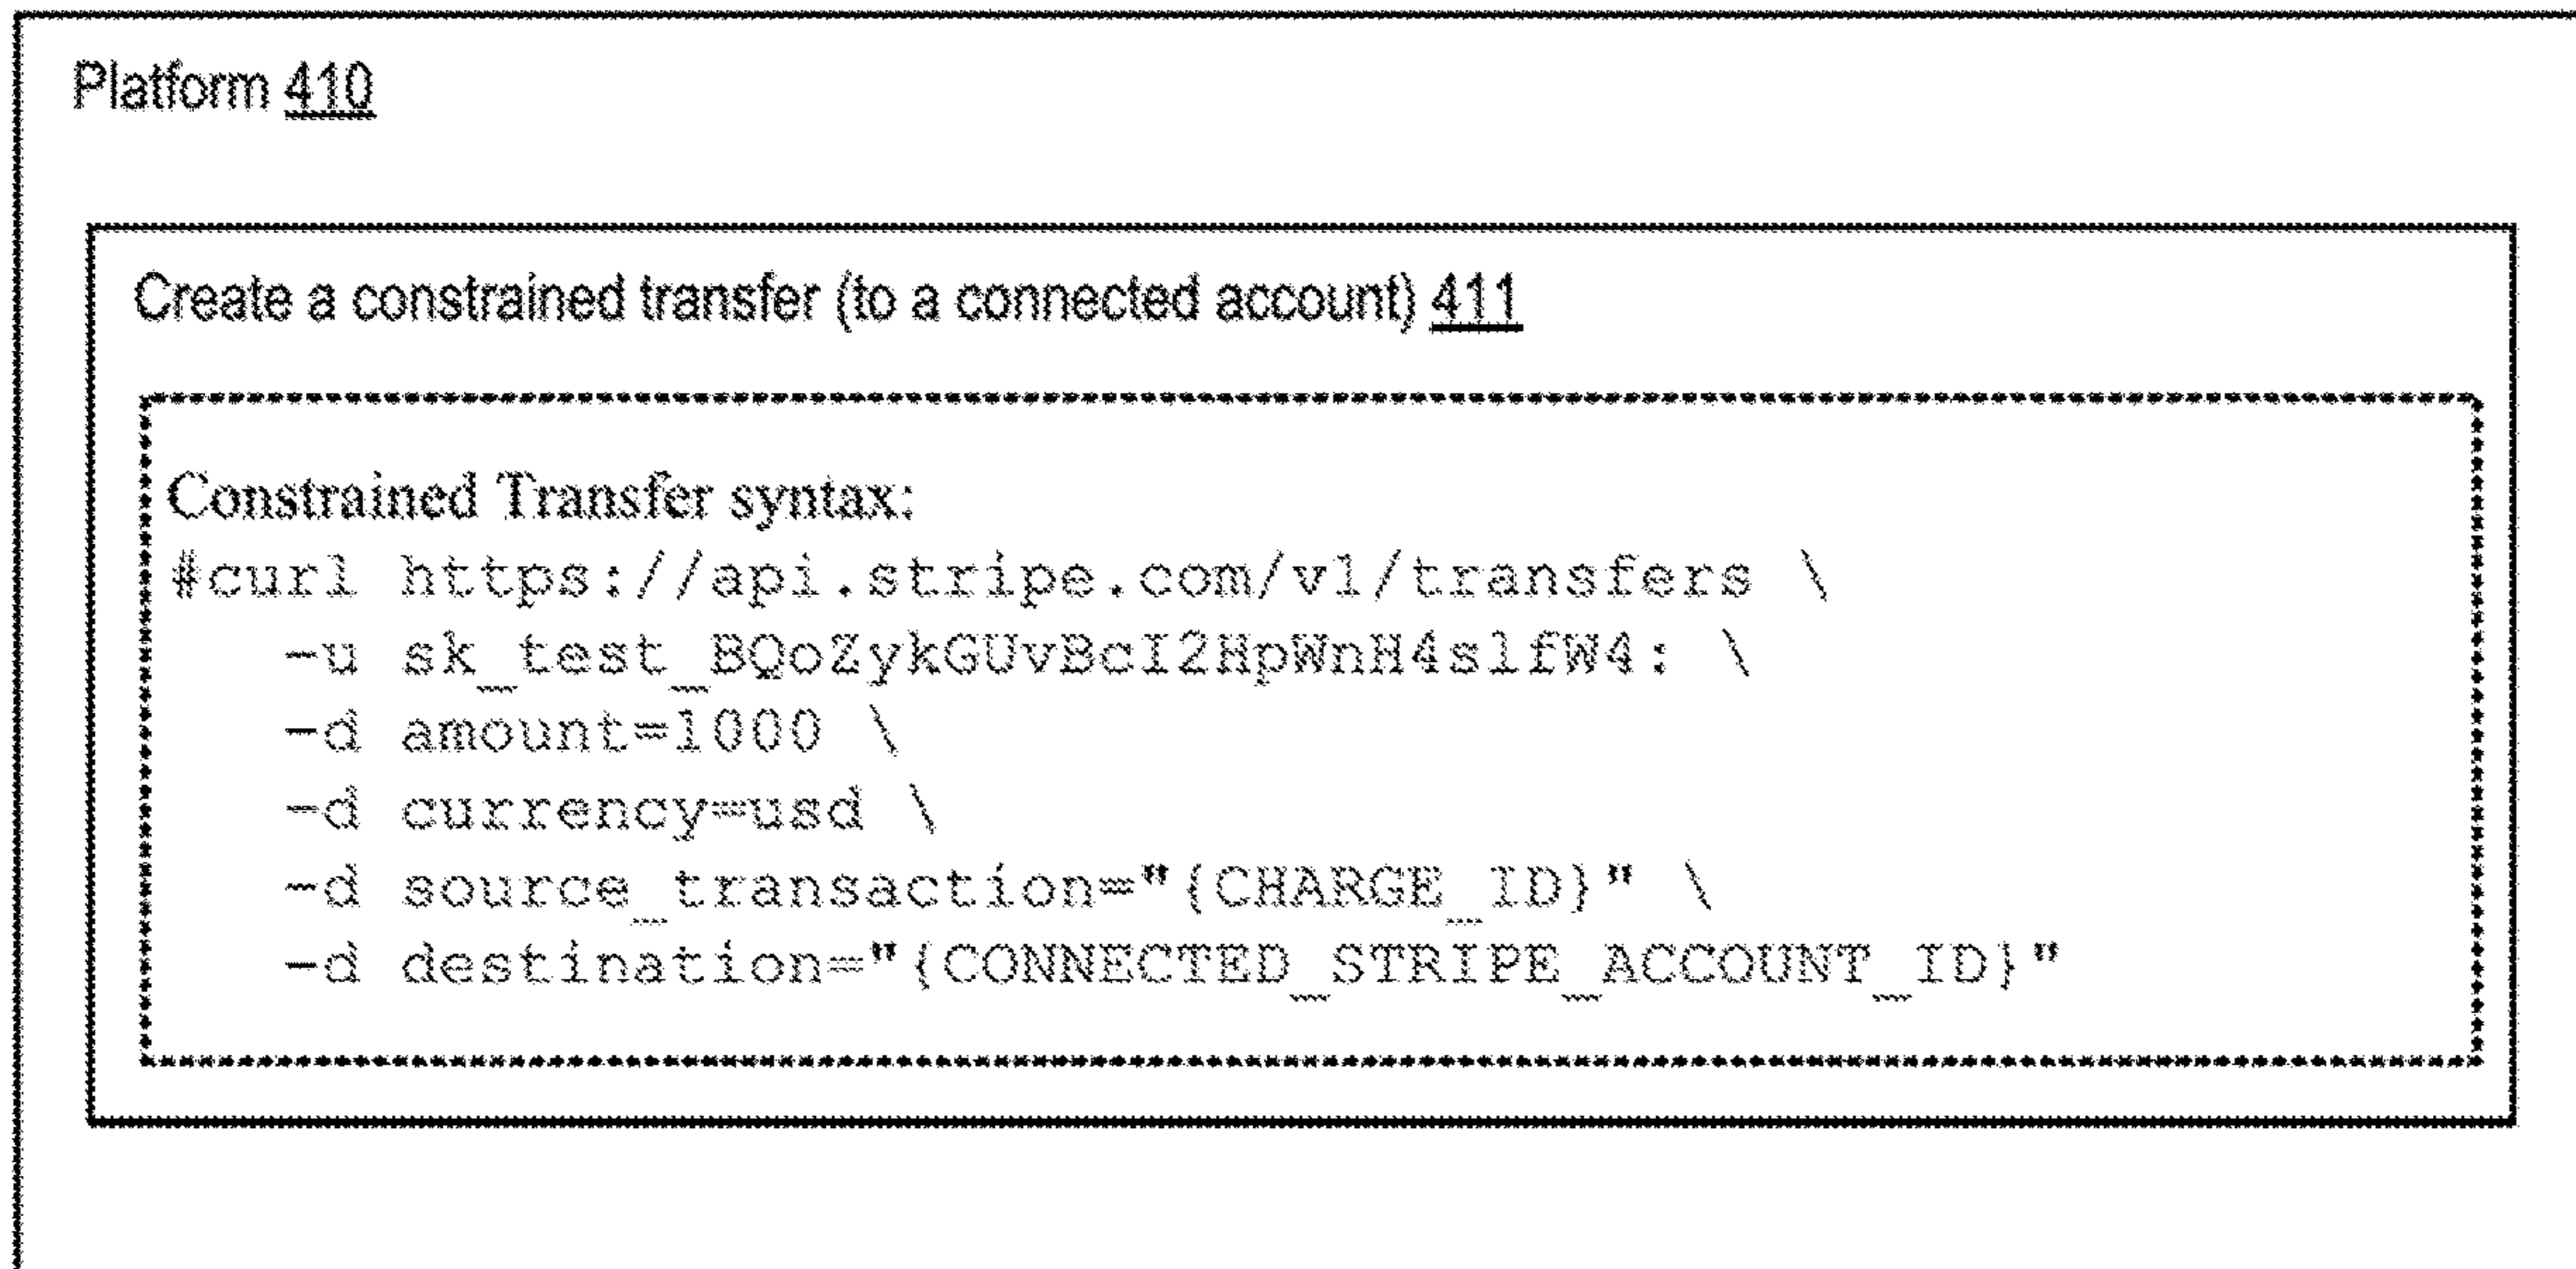 Platform 410
Create a constrained transfer (to a connected account) 411
Constrained Transfer syntax:
#curl https://api.stripe.com/v1/transfers \
-u sk_test_BQoZykGUvBcI2HpWnH4slfW4: \
-d amount=1000 \
-d currency=usd \
-d source_transaction="{CHARGE_ID}" \
-d destination="{CONNECTED_STRIPE_ACCOUNT_ID}"